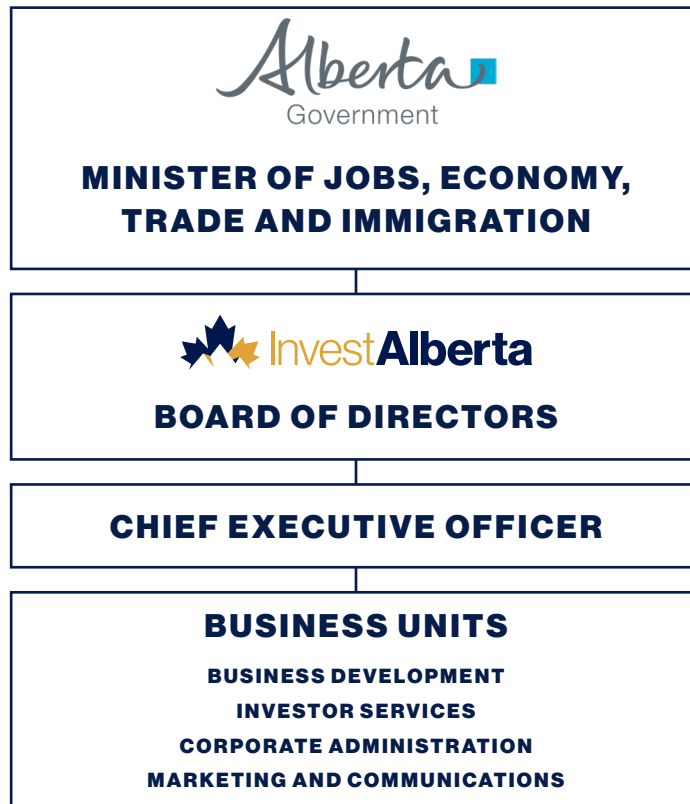 Alberta
Government
MINISTER OF JOBS, ECONOMY,
TRADE AND IMMIGRATION
InvestAlberta
BOARD OF DIRECTORS
CHIEF EXECUTIVE OFFICER
BUSINESS UNITS
BUSINESS DEVELOPMENT
INVESTOR SERVICES
CORPORATE ADMINISTRATION
MARKETING AND COMMUNICATIONS